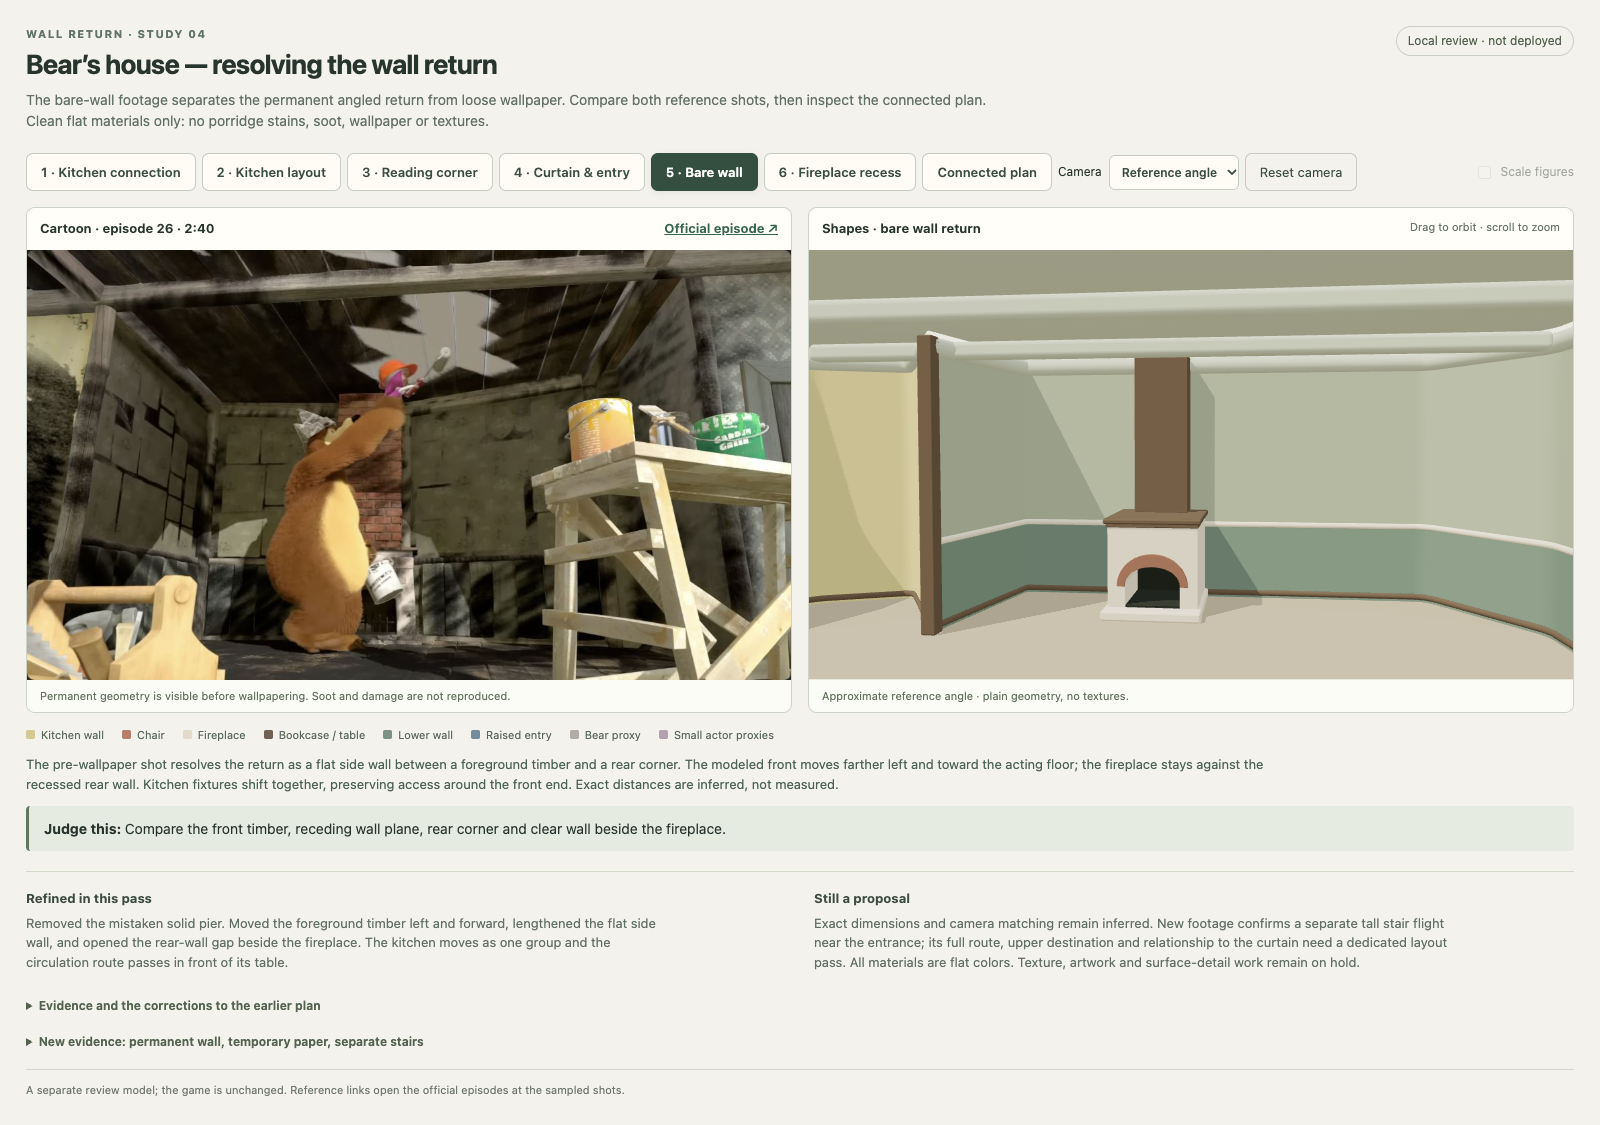 WALL RETURN · STUDY 04
Local review · not deployed
Bear’s house — resolving the wall return
The bare-wall footage separates the permanent angled return from loose wallpaper. Compare both reference shots, then inspect the connected plan.
Clean flat materials only: no porridge stains, soot, wallpaper or textures.
1 · Kitchen connection
2 · Kitchen layout
3 · Reading corner
4 · Curtain & entry
5 · Bare wall
6 · Fireplace recess
Connected plan
Camera
Reference angle
Reset camera
Scale figures
Cartoon · episode 26 · 2:40
Official episode ↗
GARDEN
GREEN
Permanent geometry is visible before wallpapering. Soot and damage are not reproduced.
Shapes · bare wall return
Drag to orbit · scroll to zoom
Approximate reference angle · plain geometry, no textures.
Kitchen wall
Chair
Fireplace
Bookcase / table
Lower wall
Raised entry
Bear proxy
Small actor proxies
The pre-wallpaper shot resolves the return as a flat side wall between a foreground timber and a rear corner. The modeled front moves farther left and toward the acting floor; the fireplace stays against the
recessed rear wall. Kitchen fixtures shift together, preserving access around the front end. Exact distances are inferred, not measured.
Judge this: Compare the front timber, receding wall plane, rear corner and clear wall beside the fireplace.
Refined in this pass
Removed the mistaken solid pier. Moved the foreground timber left and forward, lengthened the flat side
wall, and opened the rear-wall gap beside the fireplace. The kitchen moves as one group and the
circulation route passes in front of its table.
Still a proposal
Exact dimensions and camera matching remain inferred. New footage confirms a separate tall stair flight
near the entrance; its full route, upper destination and relationship to the curtain need a dedicated layout
pass. All materials are flat colors. Texture, artwork and surface-detail work remain on hold.
▶ Evidence and the corrections to the earlier plan
▶ New evidence: permanent wall, temporary paper, separate stairs
A separate review model; the game is unchanged. Reference links open the official episodes at the sampled shots.